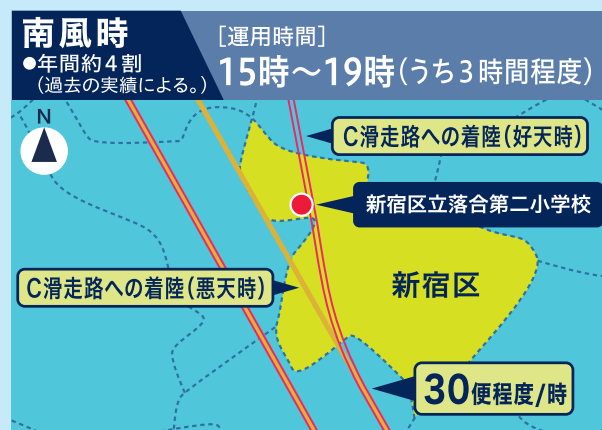 南風時
●年間約4割
(過去の実績による。)
[運用時間]
15時～19時(うち3時間程度)
N
C滑走路への着陸(好天時)
新宿区立落合第二小学校
C滑走路への着陸(悪天時)
新宿区
30便程度/時